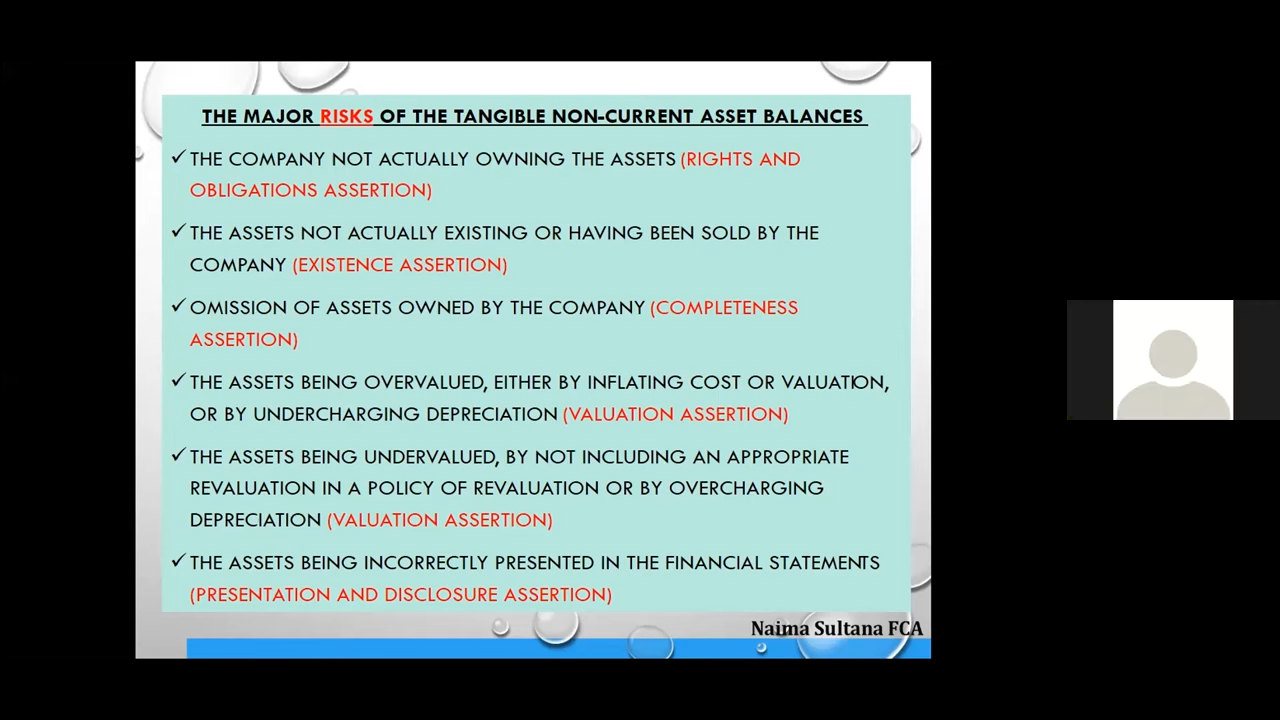 THE MAJOR RISKS OF THE TANGIBLE NON-CURRENT ASSET BALANCES
✓ THE COMPANY NOT ACTUALLY OWNING THE ASSETS (RIGHTS AND
OBLIGATIONS ASSERTION)
✓ THE ASSETS NOT ACTUALLY EXISTING OR HAVING BEEN SOLD BY THE
COMPANY (EXISTENCE ASSERTION)
✓ OMISSION OF ASSETS OWNED BY THE COMPANY (COMPLETENESS
ASSERTION)
✓ THE ASSETS BEING OVERVALUED, EITHER BY INFLATING COST OR VALUATION,
OR BY UNDERCHARGING DEPRECIATION (VALUATION ASSERTION)
✓ THE ASSETS BEING UNDERVALUED, BY NOT INCLUDING AN APPROPRIATE
REVALUATION IN A POLICY OF REVALUATION OR BY OVERCHARGING
DEPRECIATION (VALUATION ASSERTION)
✓ THE ASSETS BEING INCORRECTLY PRESENTED IN THE FINANCIAL STATEMENTS
(PRESENTATION AND DISCLOSURE ASSERTION)
Naima Sultana FCA